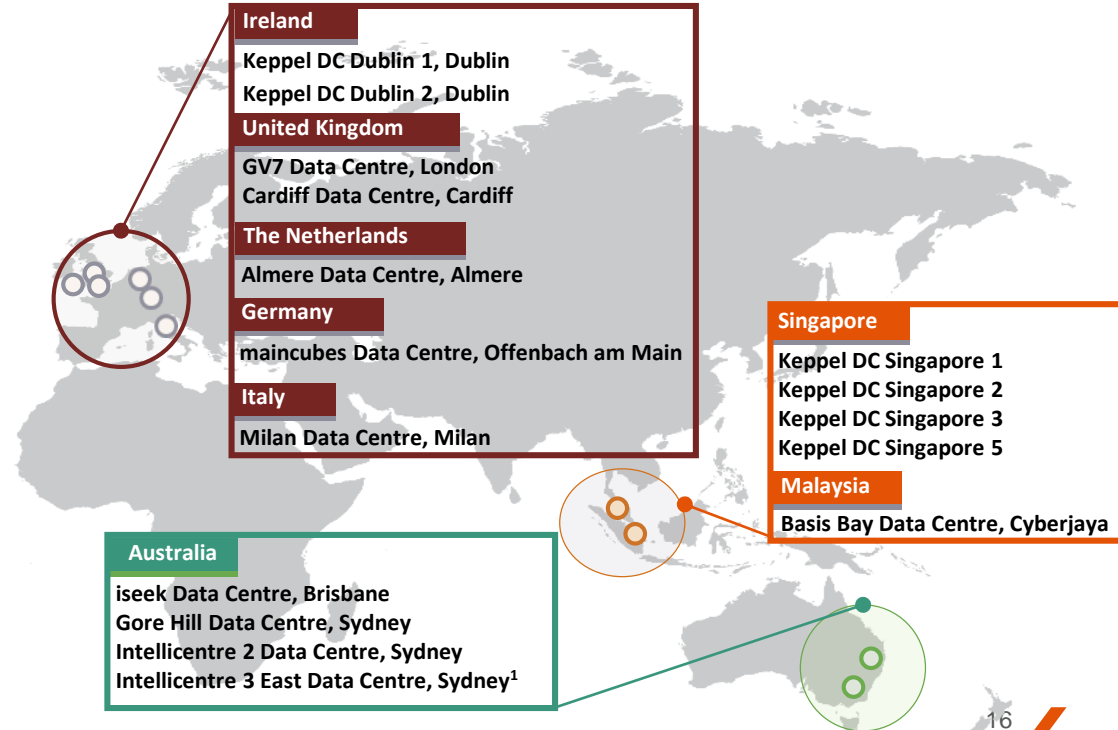 Ireland
Keppel DC Dublin 1, Dublin
Keppel DC Dublin 2, Dublin
United Kingdom
GV7 Data Centre, London
Cardiff Data Centre, Cardiff
The Netherlands
Almere Data Centre, Almere
Germany
maincubes Data Centre, Offenbach am Main
Italy
Milan Data Centre, Milan
Singapore
Keppel DC Singapore 1
Keppel DC Singapore 2
Keppel DC Singapore 3
Keppel DC Singapore 5
Malaysia
Basis Bay Data Centre, Cyberjaya
Australia
iseek Data Centre, Brisbane
Gore Hill Data Centre, Sydney
Intellicentre 2 Data Centre, Sydney
Intellicentre 3 East Data Centre, Sydney¹
16